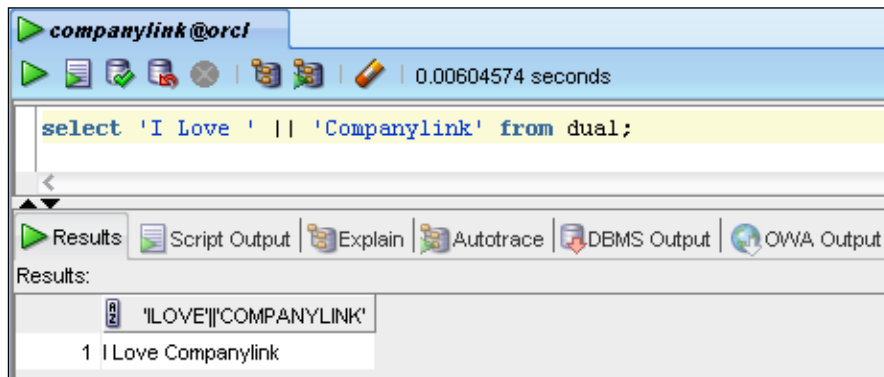 companylink@orcl
0.00604574 seconds
select 'I Love ' || 'Companylink' from dual;
Results Script Output Explain Autotrace DBMS Output OWA Output
Results:
'ILOVE'||'COMPANYLINK'
1 I Love Companylink